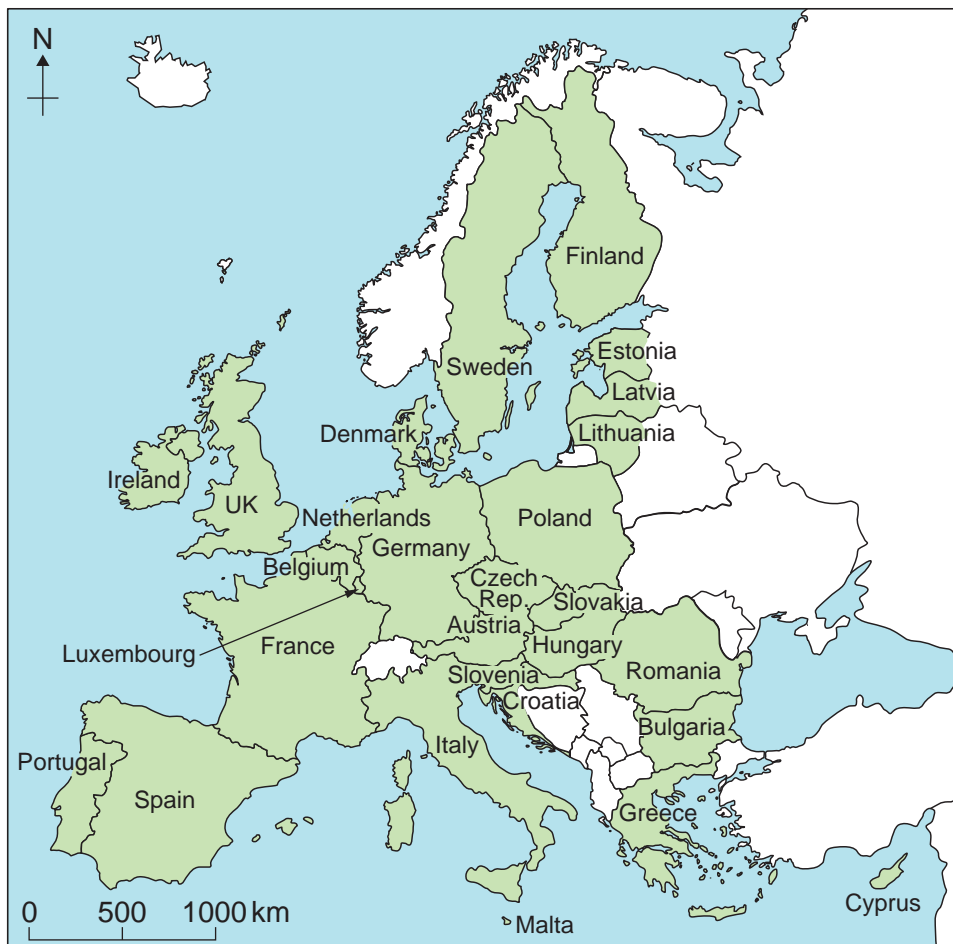 N
Finland
Estonia
Sweden
Latvia
Denmark
Lithuania
Ireland
UK
Netherlands
Poland
Germany
Belgium
Czech
Rep.
Slovakia
Austria
Luxembourg
France
Hungary
Slovenia
Romania
Croatia
Bulgaria
Italy
Portugal
Spain
Greece
Cyprus
Malta
0 500 1000 km